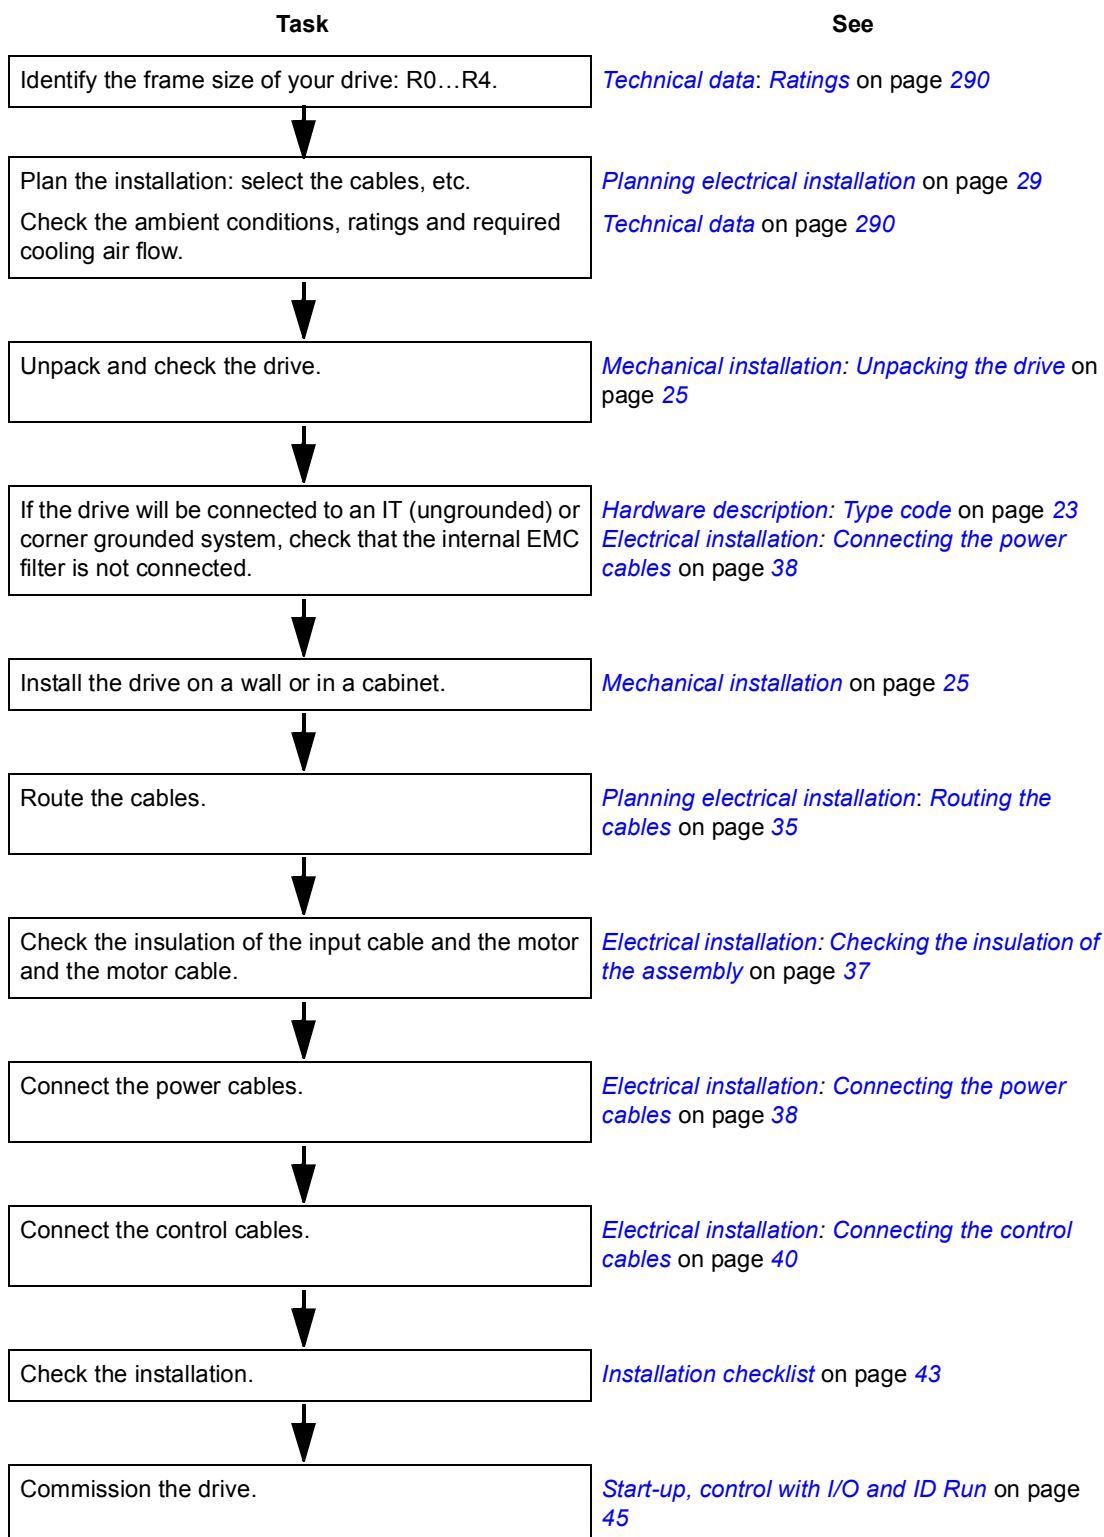 Task
See
Identify the frame size of your drive: R0…R4.
Technical data: Ratings on page 290
Plan the installation: select the cables, etc.
Planning electrical installation on page 29
Check the ambient conditions, ratings and required
cooling air flow.
Technical data on page 290
Unpack and check the drive.
Mechanical installation: Unpacking the drive on
page 25
If the drive will be connected to an IT (ungrounded) or
corner grounded system, check that the internal EMC
filter is not connected.
Hardware description: Type code on page 23
Electrical installation: Connecting the power
cables on page 38
Install the drive on a wall or in a cabinet.
Mechanical installation on page 25
Route the cables.
Planning electrical installation: Routing the
cables on page 35
Check the insulation of the input cable and the motor
and the motor cable.
Electrical installation: Checking the insulation of
the assembly on page 37
Connect the power cables.
Electrical installation: Connecting the power
cables on page 38
Connect the control cables.
Electrical installation: Connecting the control
cables on page 40
Check the installation.
Installation checklist on page 43
Commission the drive.
Start-up, control with I/O and ID Run on page
45